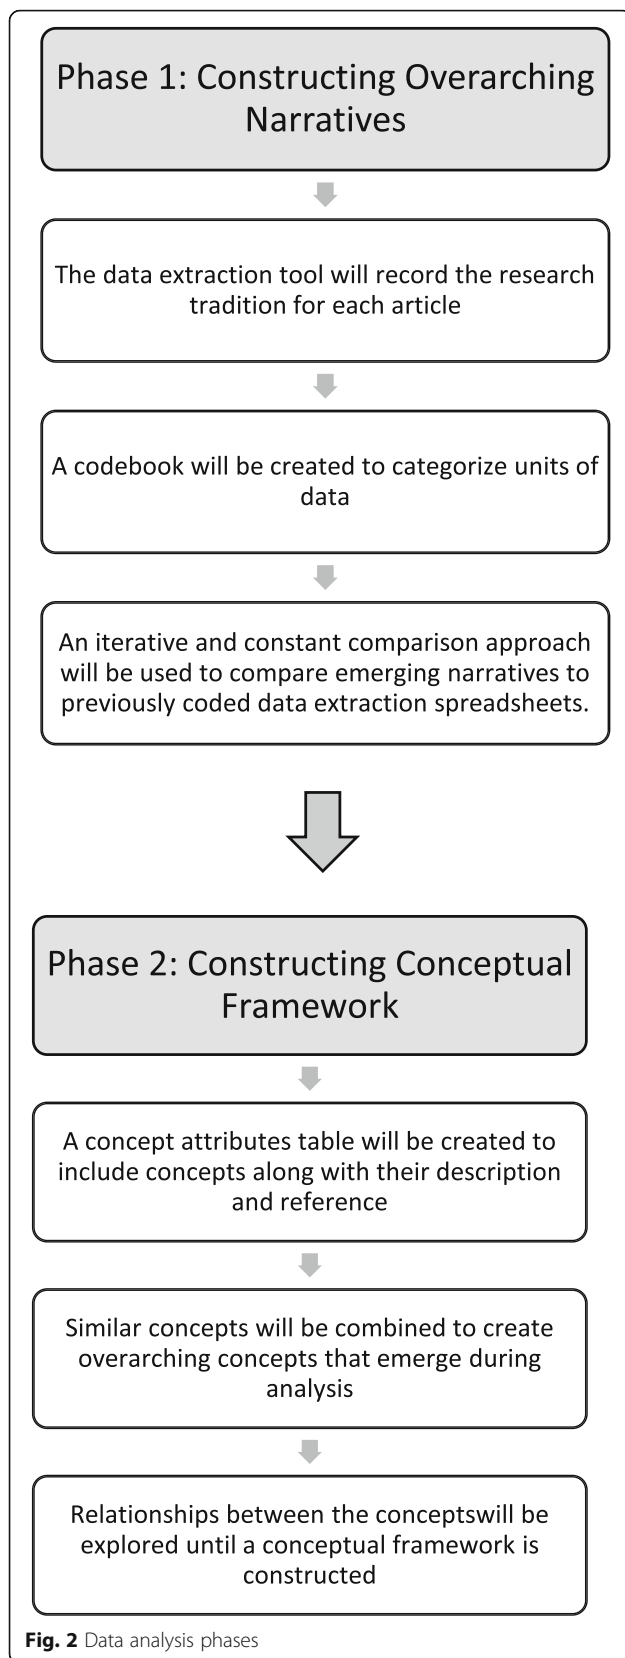 Phase 1: Constructing Overarching
Narratives
The data extraction tool will record the research
tradition for each article
A codebook will be created to categorize units of
data
An iterative and constant comparison approach
will be used to compare emerging narratives to
previously coded data extraction spreadsheets.
Phase 2: Constructing Conceptual
Framework
A concept attributes table will be created to
include concepts along with their description
and reference
Similar concepts will be combined to create
overarching concepts that emerge during
analysis
Relationships between the conceptswill be
explored until a conceptual framework is
constructed
Fig. 2 Data analysis phases